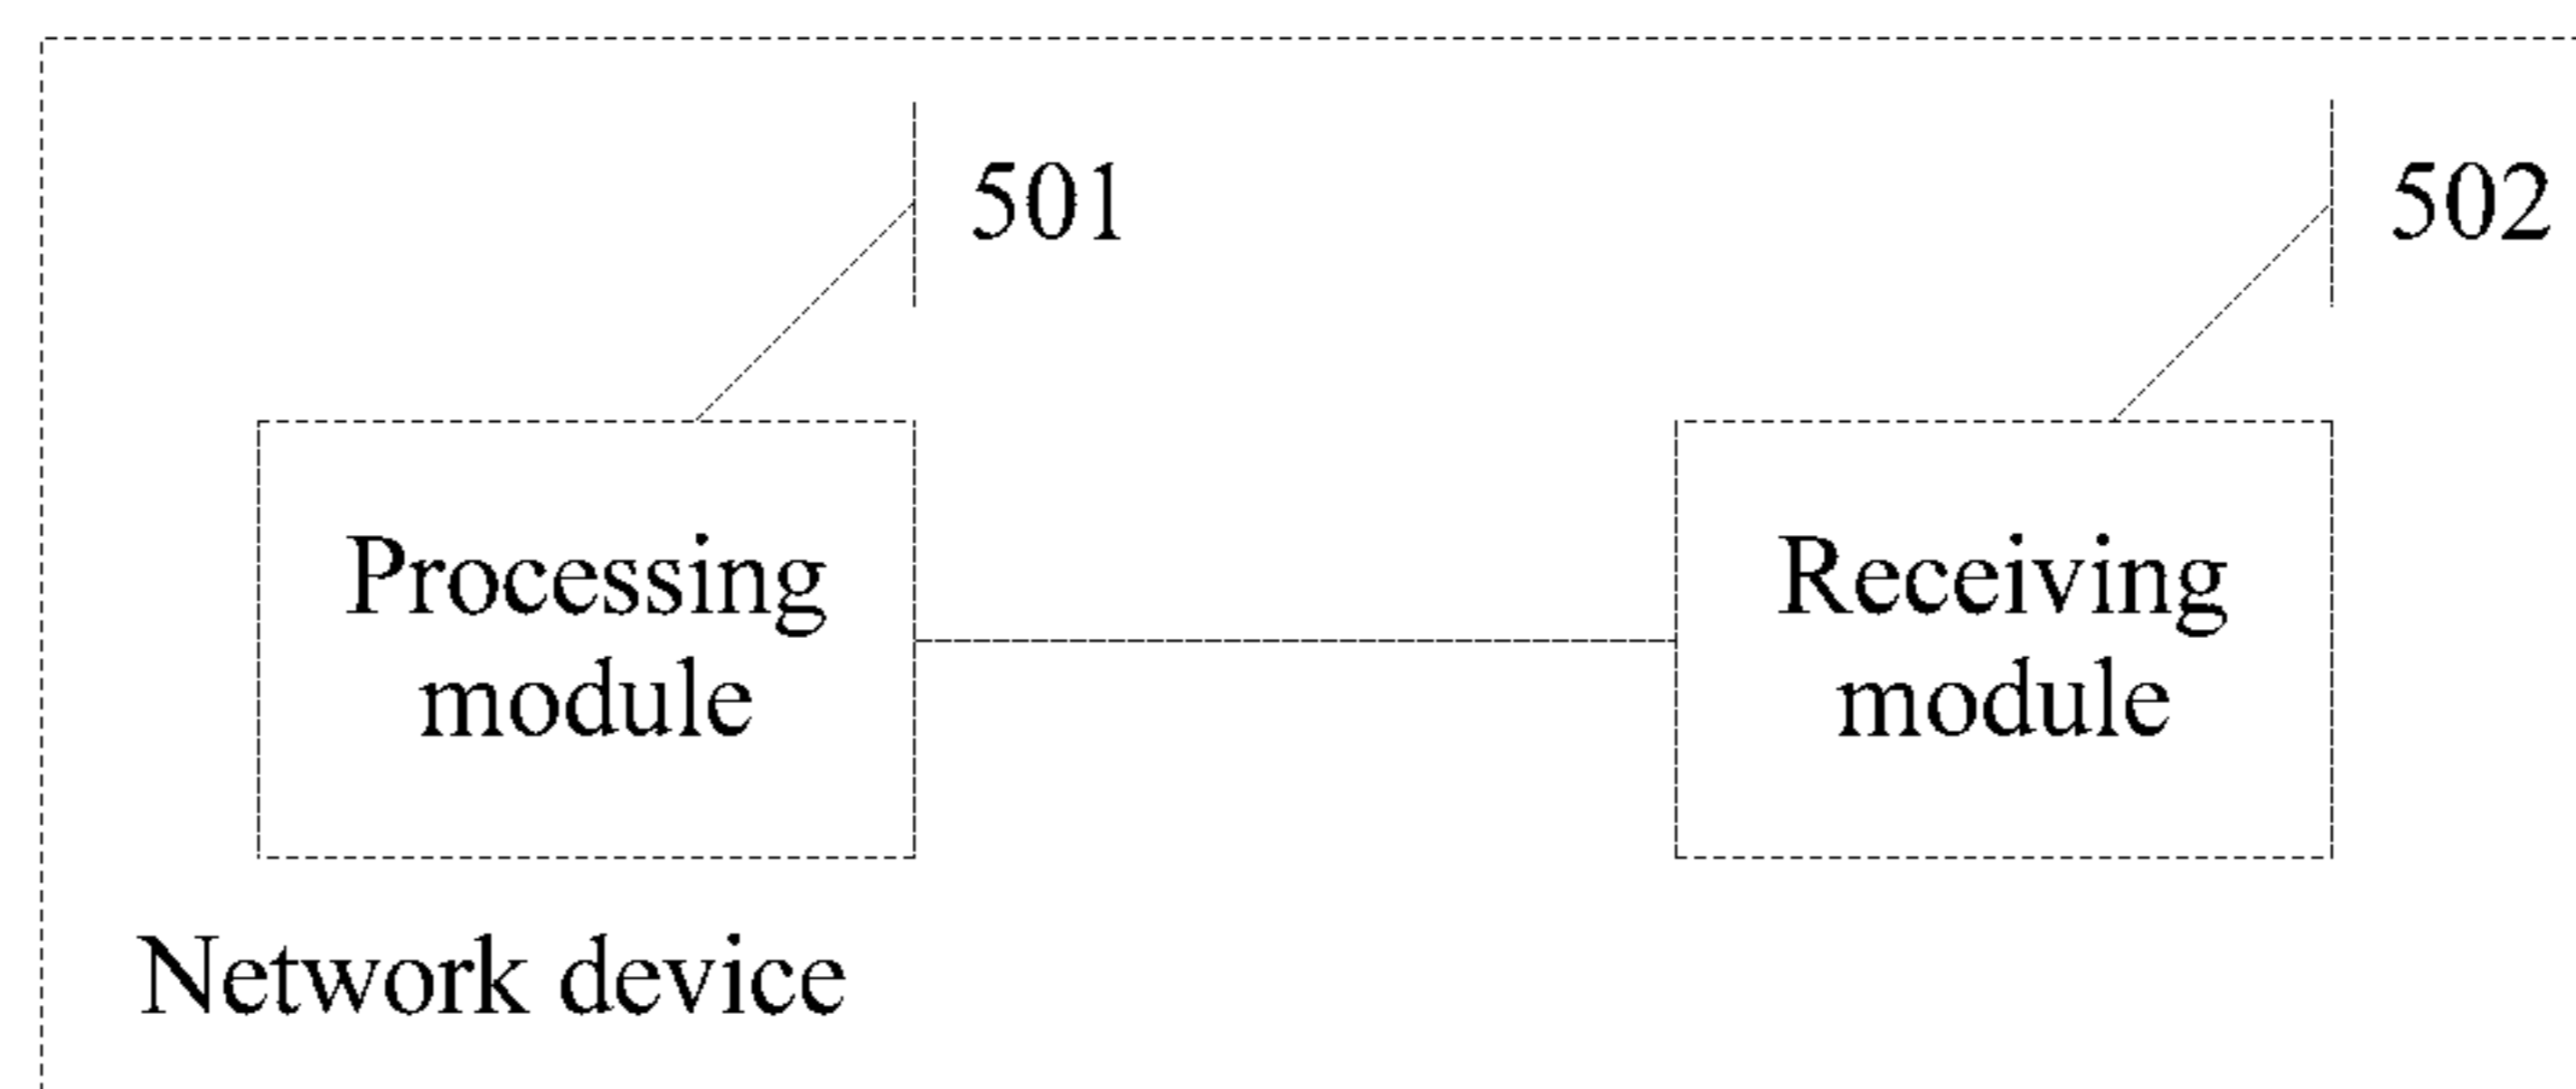 501
502
Processing
module
Receiving
module
Network device